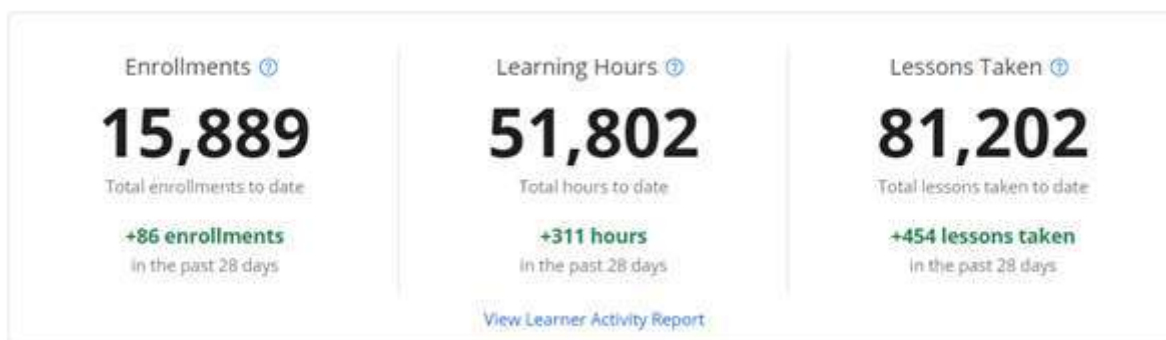 Enrollments
15,889
Total enrollments to date
+86 enrollments
in the past 28 days
Learning Hours
51,802
Total hours to date
+311 hours
in the past 28 days
Lessons Taken
81,202
Total lessons taken to date
+454 lessons taken
in the past 28 days
View Learner Activity Report